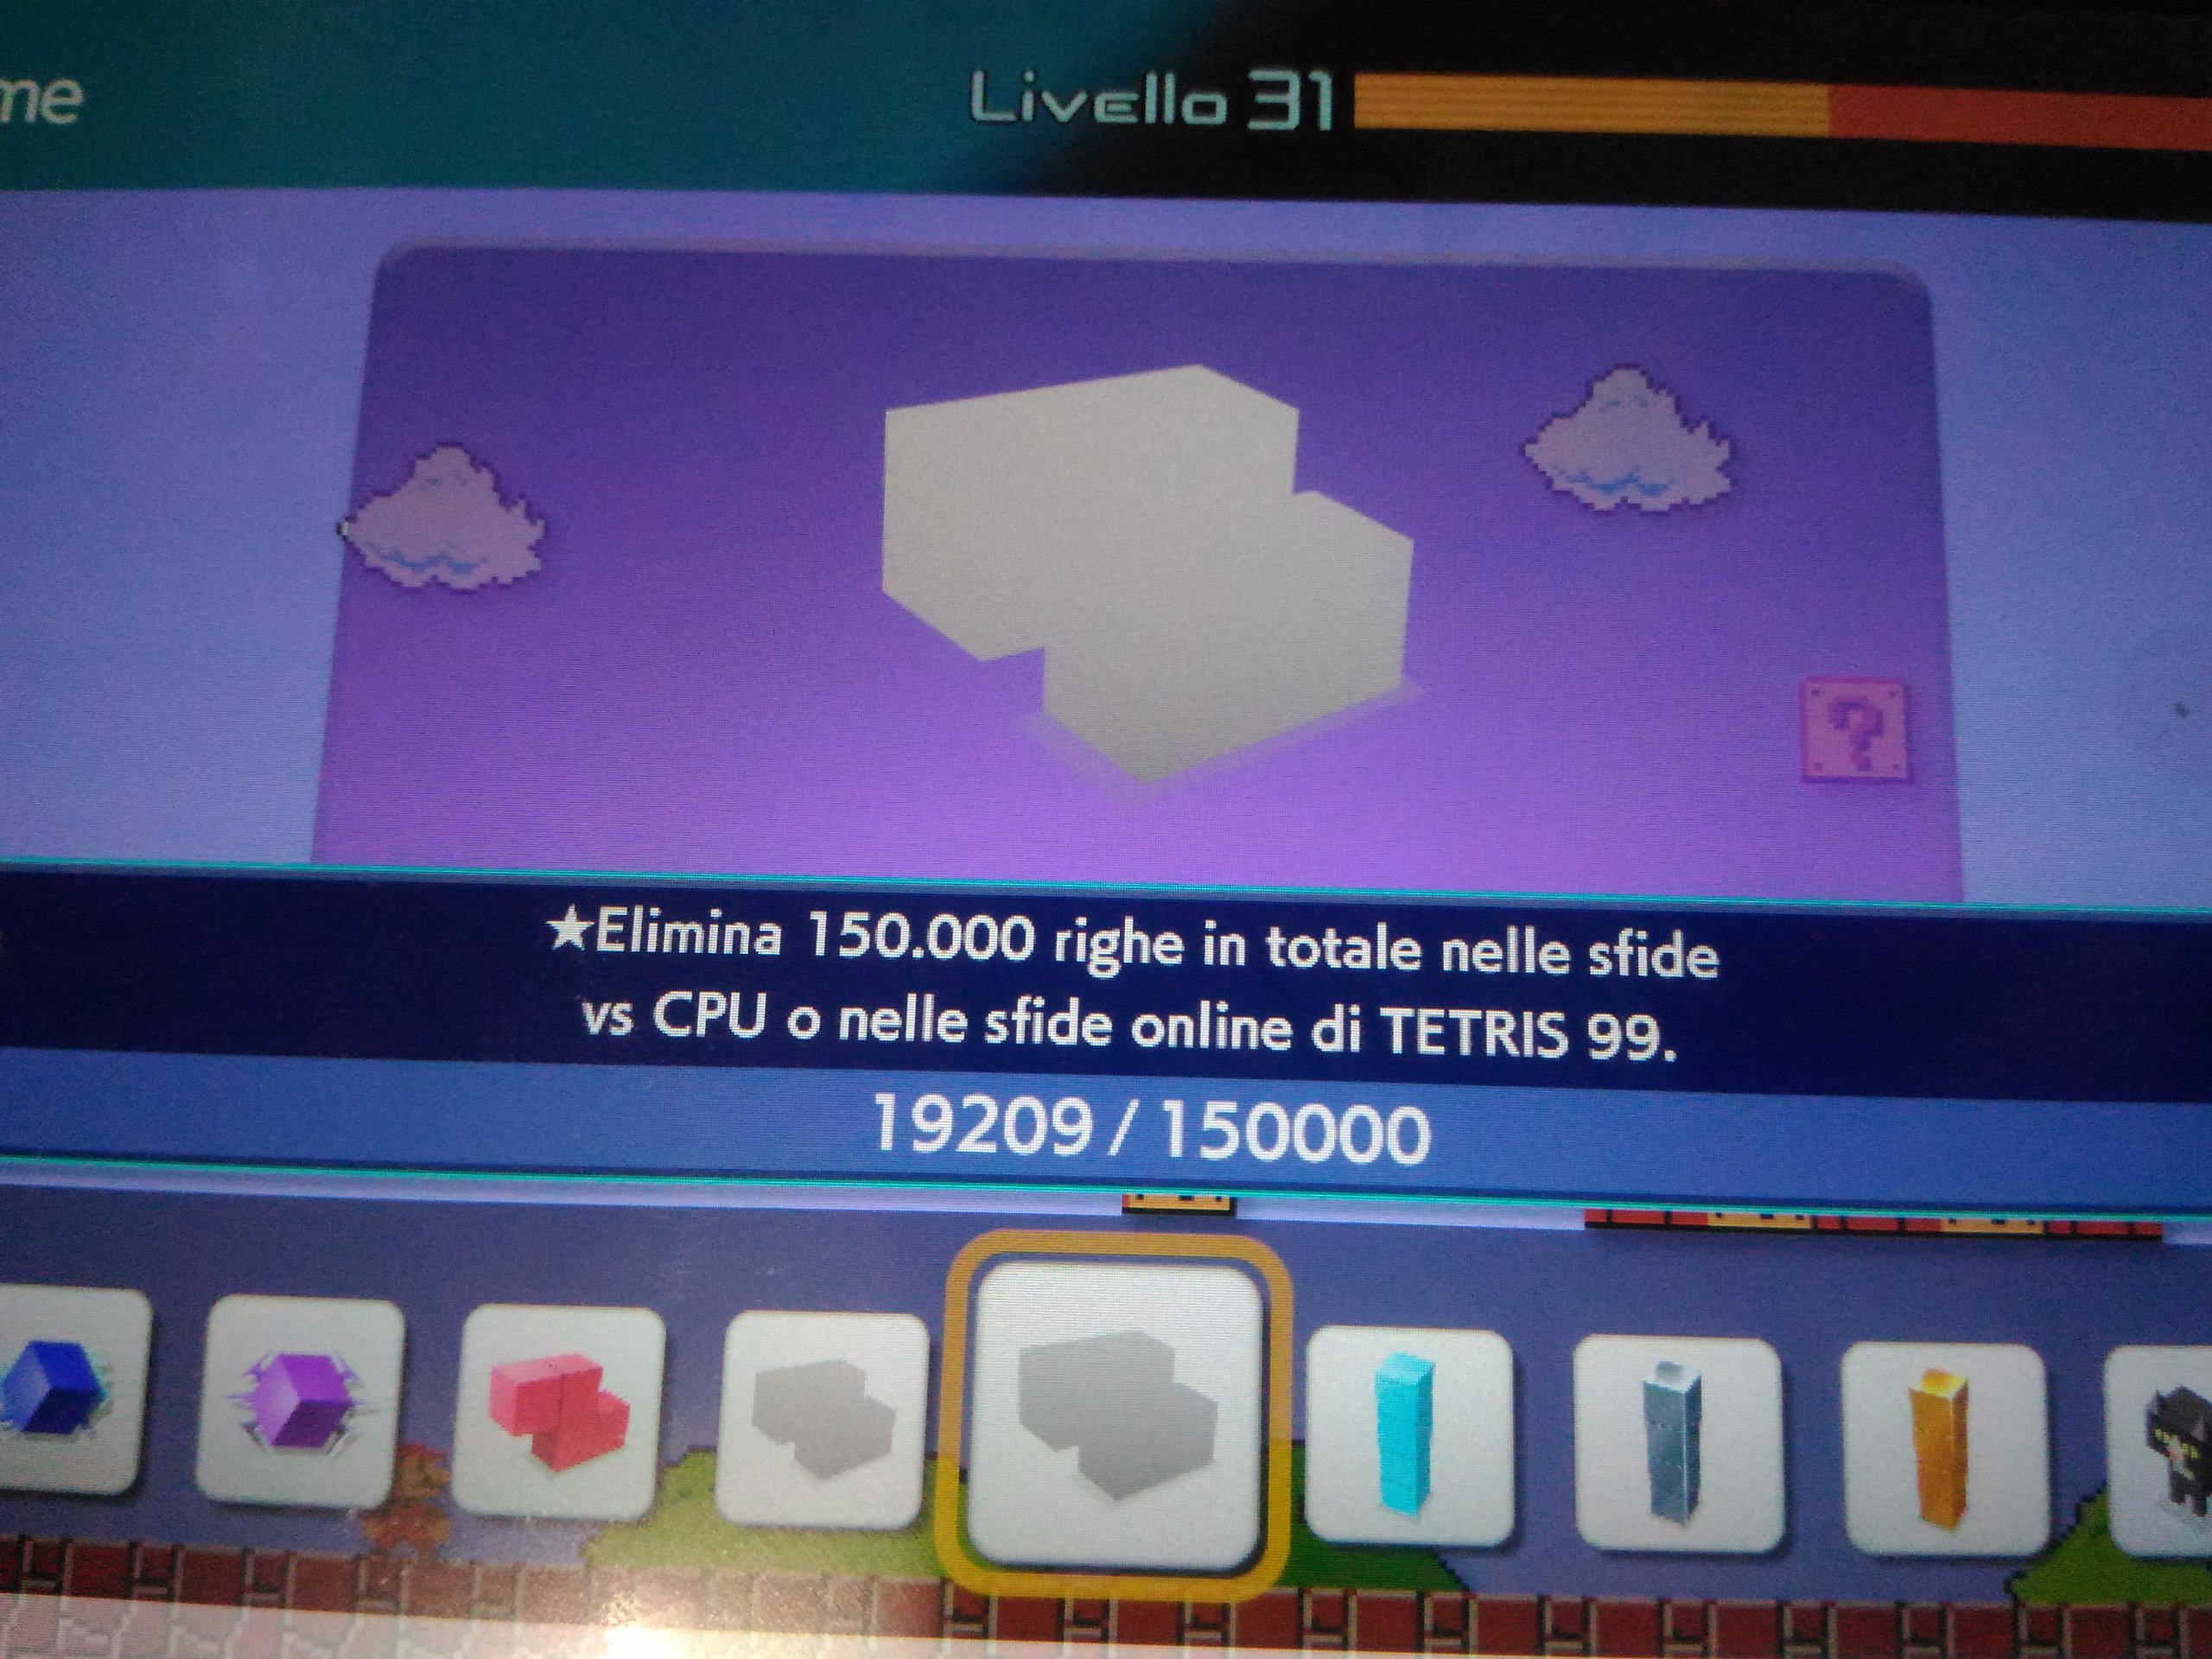 me
Livello 31
?
★Elimina 150.000 righe in totale nelle sfide
vs CPU o nelle sfide online di TETRIS 99.
19209 / 150000